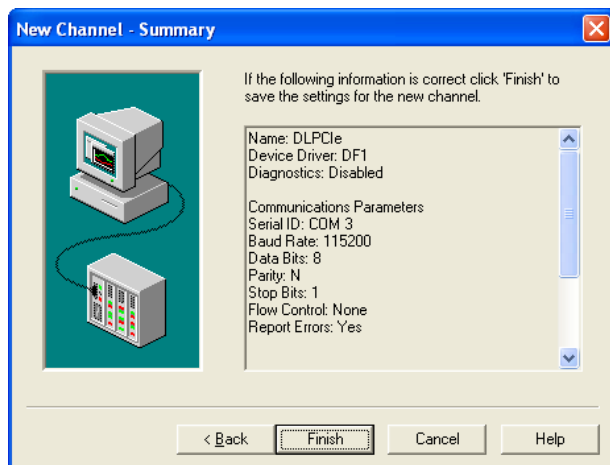 New Channel - Summary
If the following information is correct click 'Finish' to
save the settings for the new channel.
Name: DLPCIe
Device Driver: DF1
Diagnostics: Disabled
Communications Parameters
Serial ID: COM 3
Baud Rate: 115200
Data Bits: 8
Parity: N
Stop Bits: 1
Flow Control: None
Report Errors: Yes
< Back
Finish
Cancel
Help